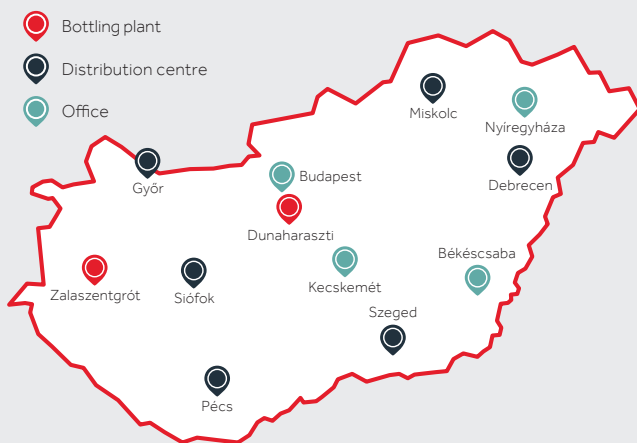 Bottling plant
Distribution centre
Office
Miskolc
Nyíregyháza
Budapest
Debrecen
Győr
Dunaharaszti
Békéscsaba
Zalaszentgrót
Siófok
Kecskemét
Szeged
Pécs